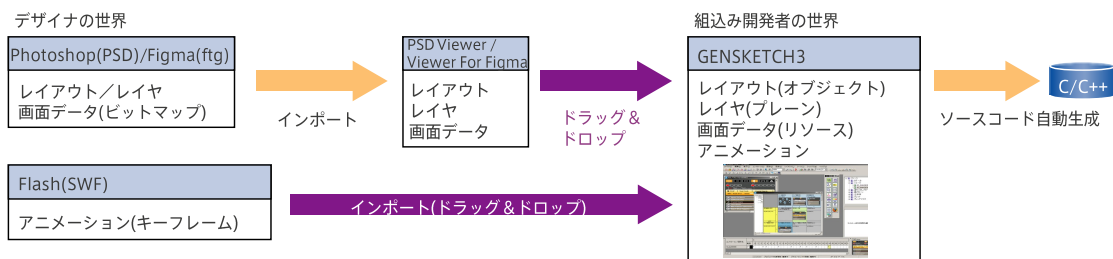 デザイナの世界
Photoshop(PSD)/Figma(ftg)
レイアウト／レイヤ
画面データ(ビットマップ)
インポート
PSD Viewer /
Viewer For Figma
レイアウト
レイヤ
画面データ
ドラッグ＆
ドロップ
Flash(SWF)
アニメーション(キーフレーム)
インポート(ドラッグ＆ドロップ)
組込み開発者の世界
GENSKETCH3
レイアウト(オブジェクト)
レイヤ(プレーン)
画面データ(リソース)
アニメーション
C/C++
ソースコード自動生成